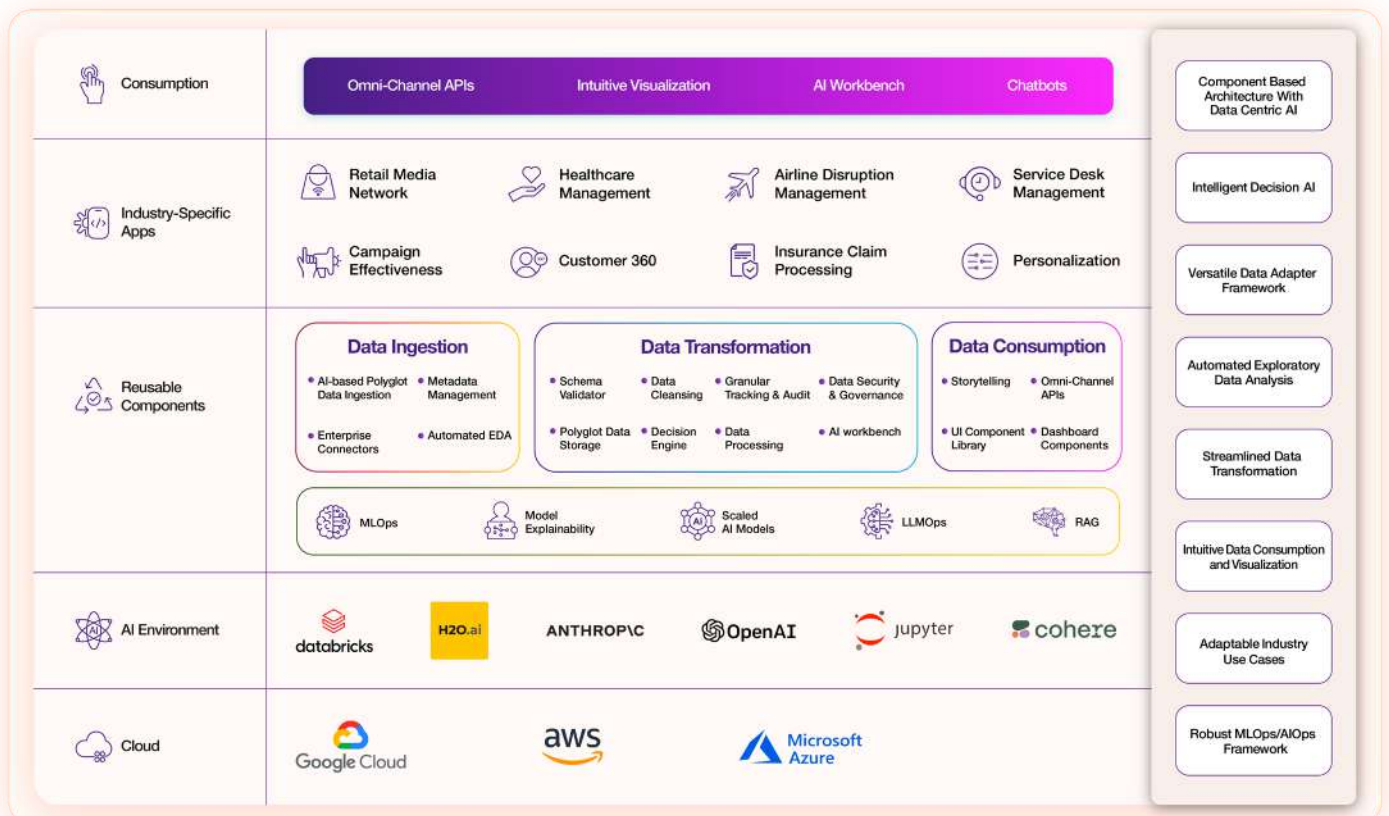 Consumption
Omni-Channel APIs
Intuitive Visualization
AI Workbench
Chatbots
Industry-Specific
Apps
Retail Media
Network
Healthcare
Management
Airline Disruption
Management
Service Desk
Management
Campaign
Effectiveness
Customer 360
Insurance Claim
Processing
Personalization
Reusable
Components
Data Ingestion
AI-based Polyglot
Data Ingestion
Metadata
Management
Enterprise
Connectors
Automated EDA
Data Transformation
Schema
Validator
Data
Cleansing
Granular
Tracking & Audit
Data Security
& Governance
Polyglot Data
Storage
Decision
Engine
Data
Processing
AI workbench
Data Consumption
Storytelling
Omni-Channel
APIs
UI Component
Library
Dashboard
Components
MLOps
Model
Explainability
AI
Scaled
AI Models
LLMOps
RAG
AI
AI Environment
databricks
H2O.ai
ANTHROP\C
OpenAI
jupyter
cohere
Cloud
Google Cloud
aws
Microsoft
Azure
Component Based
Architecture With
Data Centric AI
Intelligent Decision AI
Versatile Data Adapter
Framework
Automated Exploratory
Data Analysis
Streamlined Data
Transformation
Intuitive Data Consumption
and Visualization
Adaptable Industry
Use Cases
Robust MLOps/AIOps
Framework